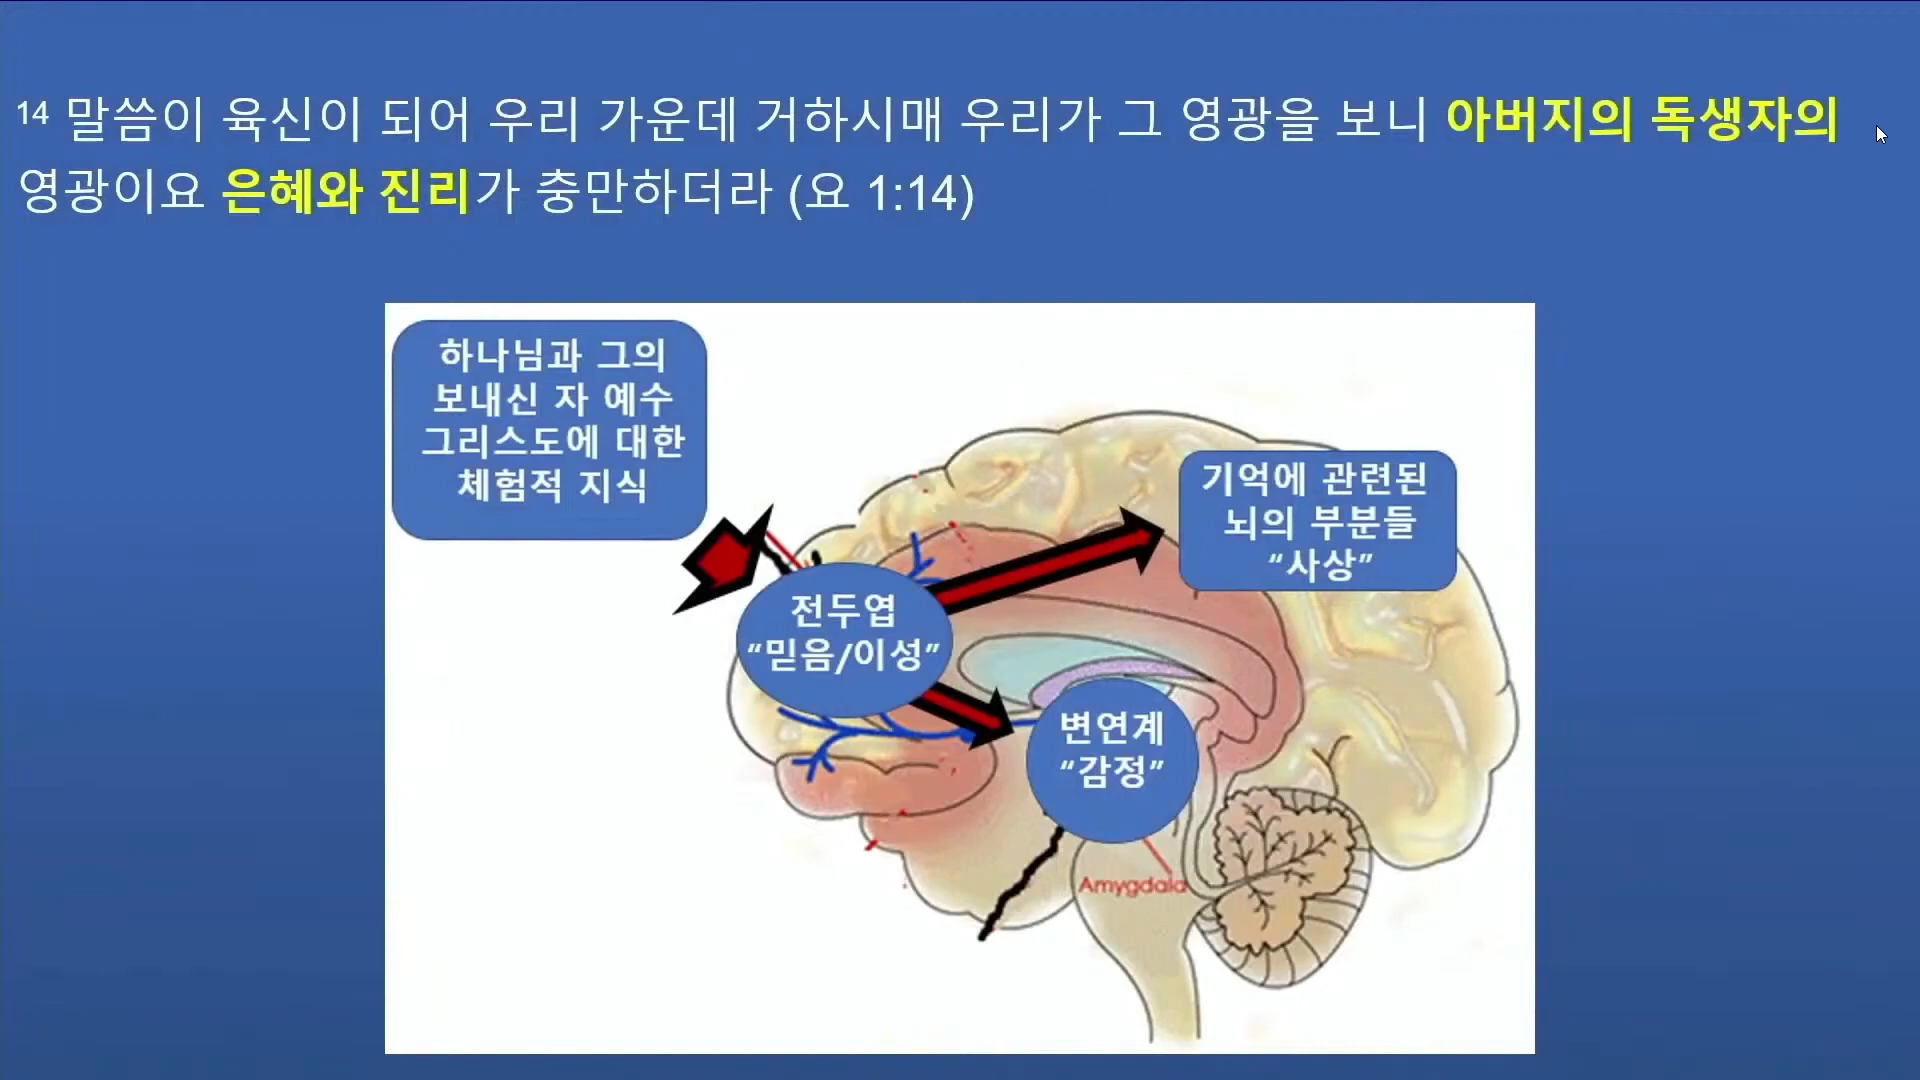 14 말씀이 육신이 되어 우리 가운데 거하시매 우리가 그 영광을 보니 아버지의 독생자의
영광이요 은혜와 진리가 충만하더라 (요 1:14)
하나님과 그의
보내신 자 예수
그리스도에 대한
체험적 지식
기억에 관련된
뇌의 부분들
“사상”
전두엽
“믿음/이성”
변연계
“감정”
Amygdala